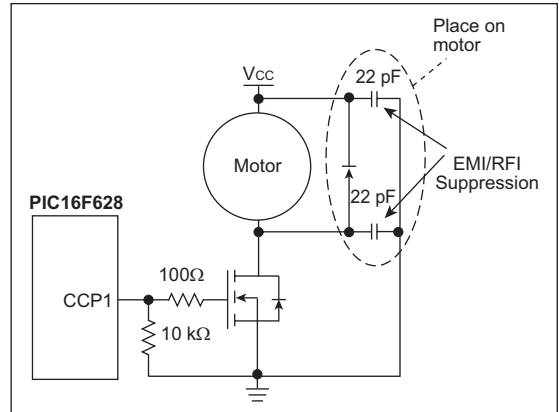 Place on
motor
VCC
22 pF
Motor
EMI/RFI
Suppression
22 pF
PIC16F628
100Ω
CCP1
10 kΩ